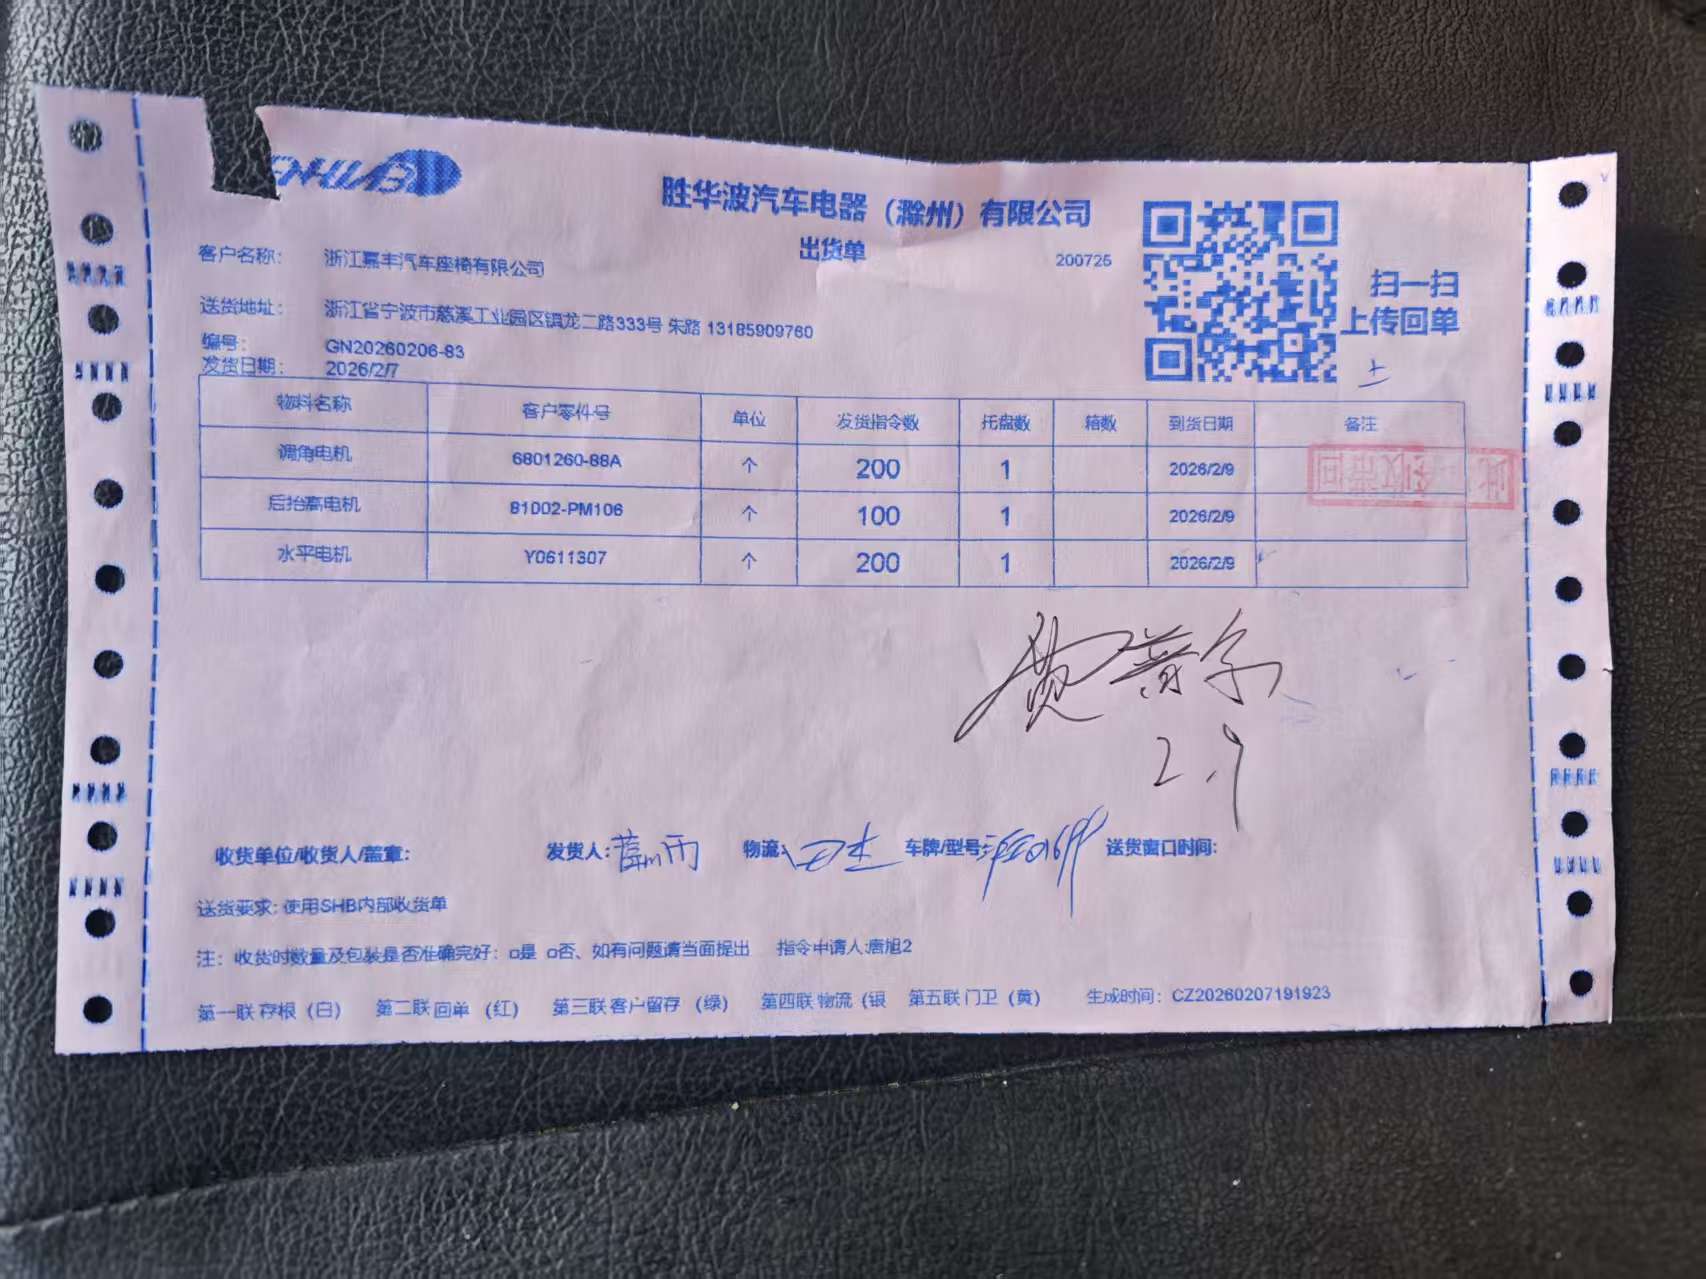 胜华波汽车电器（滁州）有限公司
出货单
200725
扫一扫
上传回单
客户名称： 浙江嘉丰汽车座椅有限公司
送货地址： 浙江省宁波市慈溪工业园区镇龙二路333号 朱路 13185909760
编号： GN20260206-83
发货日期： 2026/2/7
物料名称 客户零件号 单位 发货指令数 托盘数 箱数 到货日期 备注
调角电机 6801260-88A 个 200 1 2026/2/9
后抬高电机 81D02-PM106 个 100 1 2026/2/9
水平电机 Y0611307 个 200 1 2026/2/9
2.9
收货单位/收货人/盖章： 发货人： 物流： 车牌/型号： 送货窗口时间：
送货要求: 使用SHB内部收货单
注： 收货时数量及包装是否准确完好：□是 □否、如有问题请当面提出 指令申请人:唐旭2
第一联 存根 （白） 第二联 回单 （红） 第三联 客户留存 （绿） 第四联 物流（银 第五联 门卫（黄） 生成时间：CZ20260207191923